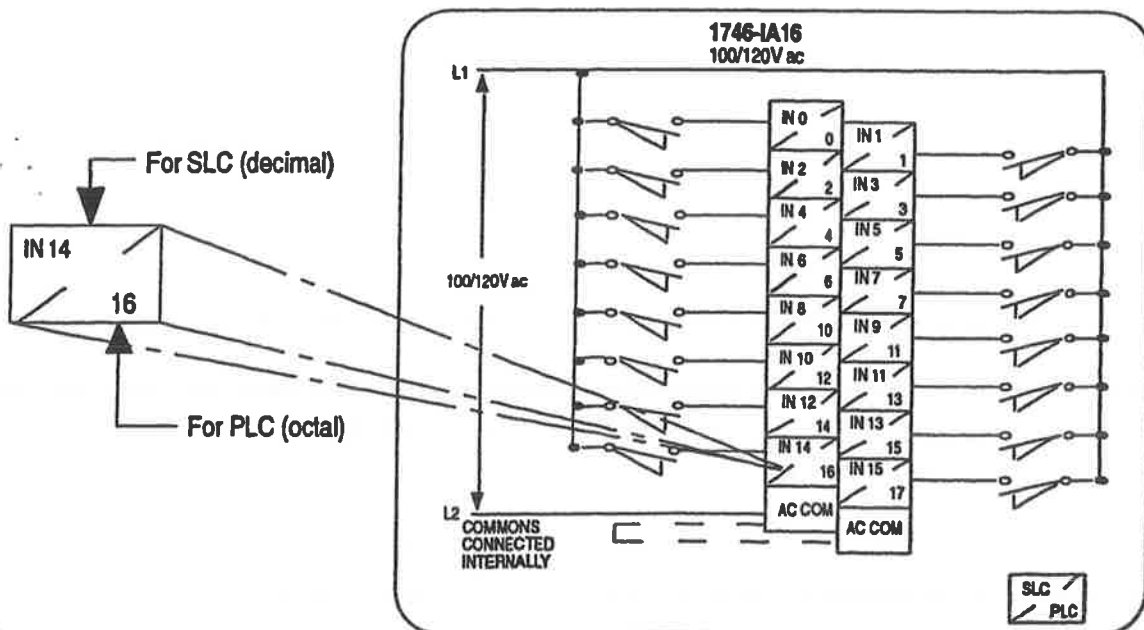 1746-IA16
100/120V ac
L1
For SLC (decimal)
IN 14
16
For PLC (octal)
100/120V ac
IN 0
0
IN 1
1
IN 2
2
IN 3
3
IN 4
4
IN 5
5
IN 6
6
IN 7
7
IN 8
10
IN 9
11
IN 10
12
IN 11
13
IN 12
14
IN 13
15
IN 14
16
IN 15
17
AC COM
AC COM
L2
COMMONS
CONNECTED
INTERNALLY
SLC
PLC